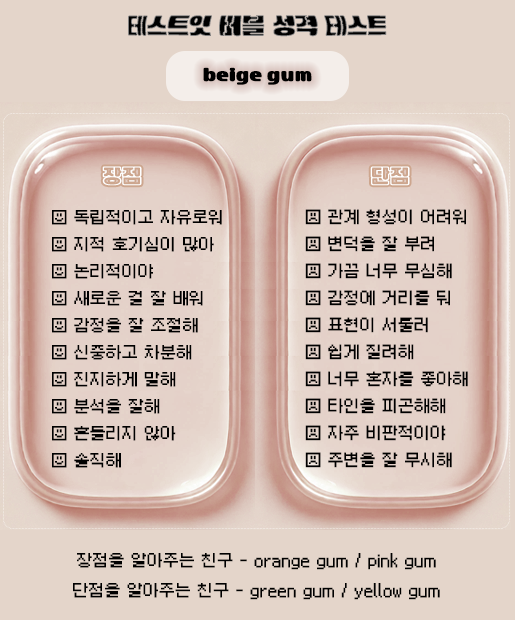 테스트잇 버블 성격 테스트
beige gum
장점
독립적이고 자유로워
지적 호기심이 많아
논리적이야
새로운 걸 잘 배워
감정을 잘 조절해
신중하고 차분해
진지하게 말해
분석을 잘해
흔들리지 않아
솔직해
단점
관계 형성이 어려워
변덕을 잘 부려
가끔 너무 무심해
감정에 거리를 둬
표현이 서툴러
쉽게 질려해
너무 혼자를 좋아해
타인을 피곤해해
자주 비판적이야
주변을 잘 무시해
장점을 알아주는 친구 - orange gum / pink gum
단점을 알아주는 친구 - green gum / yellow gum